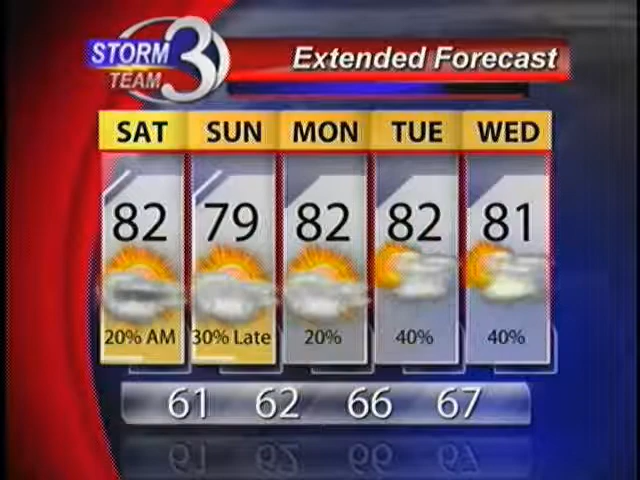 STORM
TEAM 3
Extended Forecast
SAT SUN MON TUE WED
82 79 82 82 81
20% AM 30% Late 20% 40% 40%
61 62 66 67